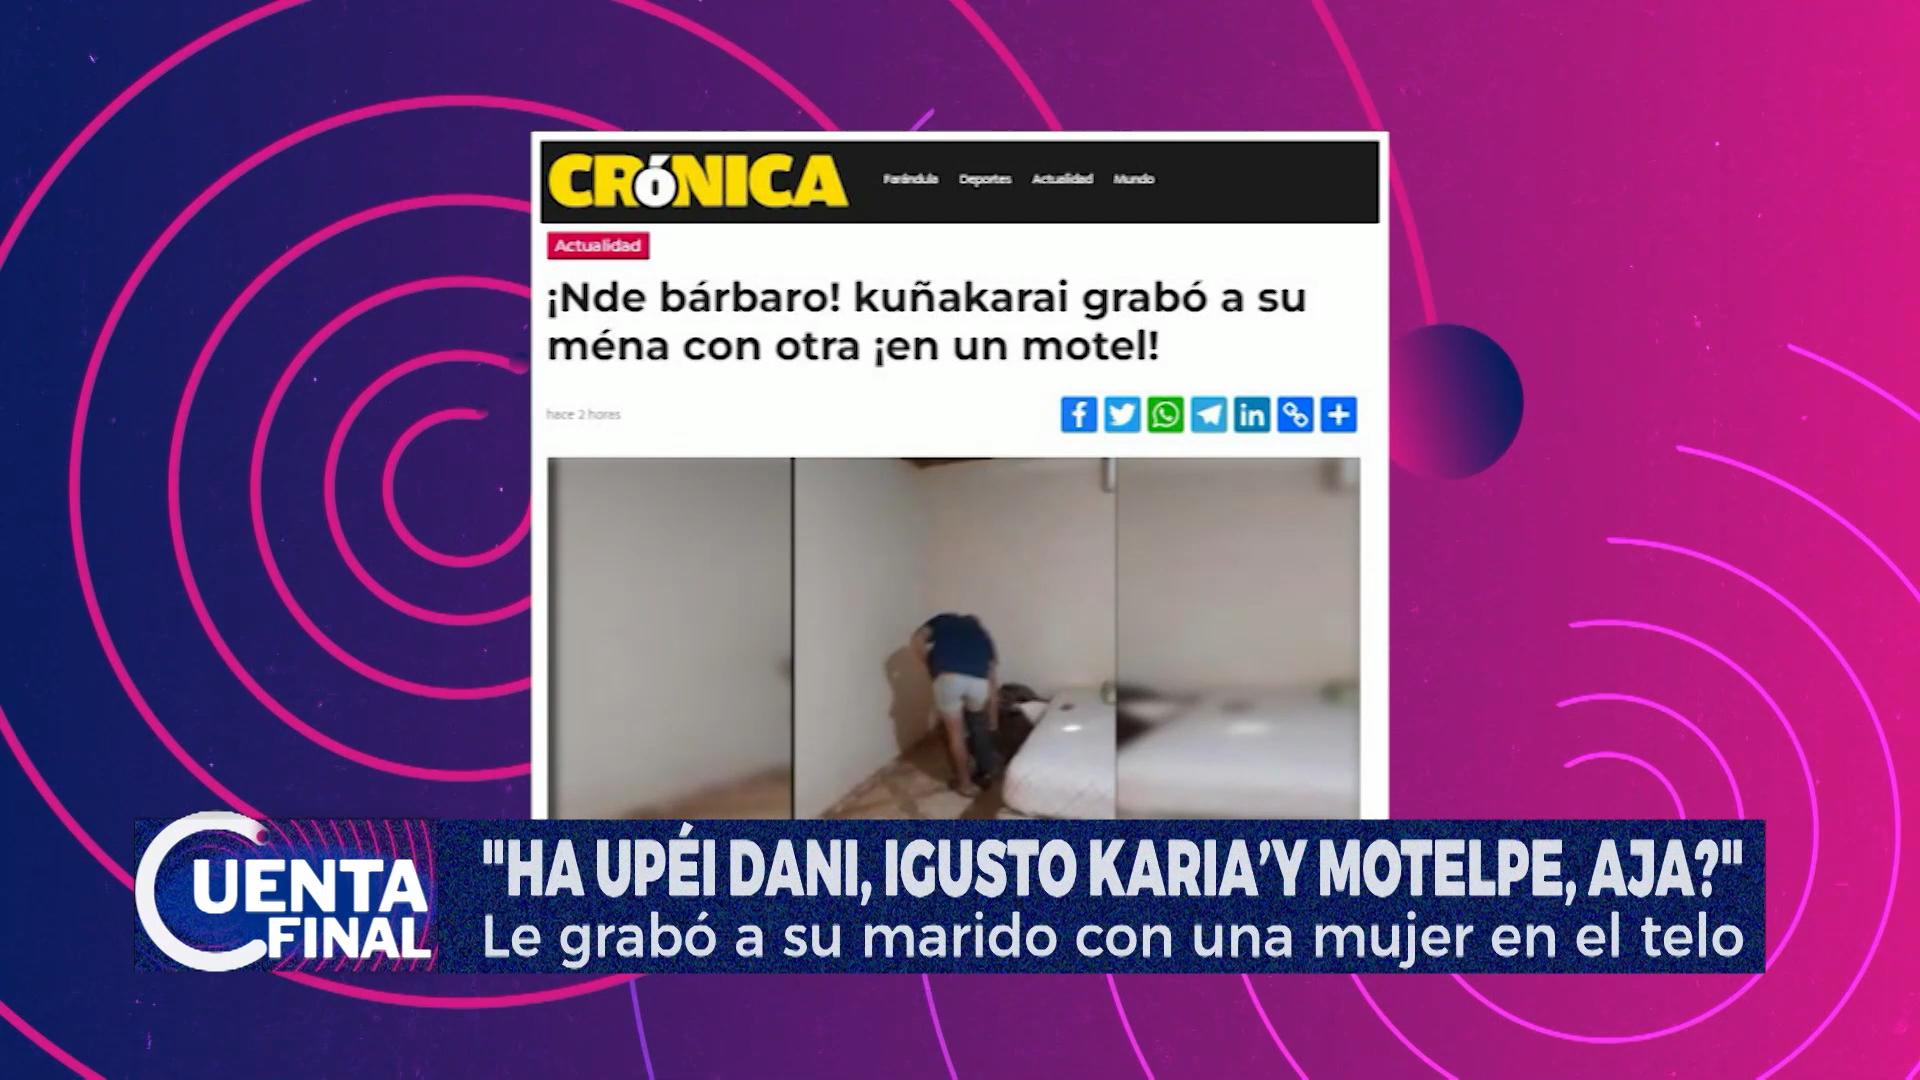 CRóNICA
Farándula Deportes Actualidad Mundo
Actualidad
¡Nde bárbaro! kuñakarai grabó a su
ména con otra ¡en un motel!
hace 2 horas
CUENTA
FINAL
"HA UPÉI DANI, IGUSTO KARIA’Y MOTELPE, AJA?"
Le grabó a su marido con una mujer en el telo